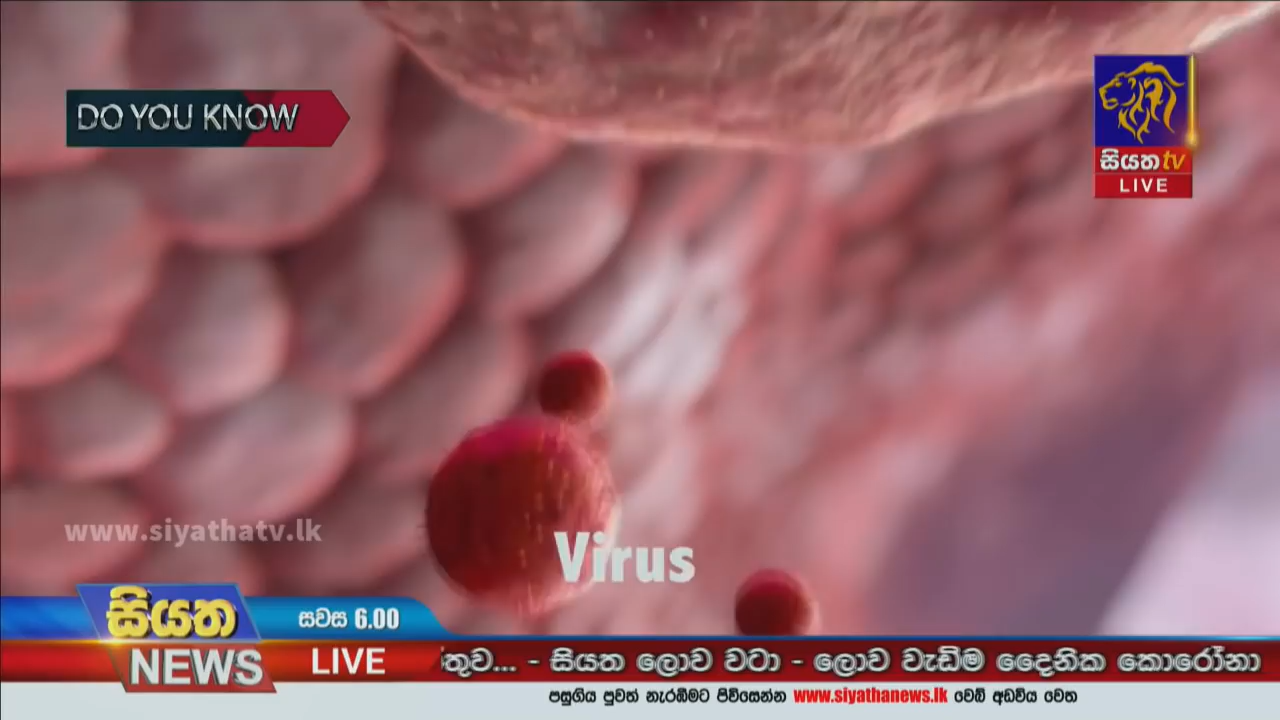 DO YOU KNOW
සියත tv
LIVE
www.siyathatv.lk
Virus
සියත
සවස 6.00
NEWS
LIVE
තුව... - සියත ලොව වටා - ලොව වැඩිම දෛනික කොරෝනා
පසුගිය පුවත් නැරඹීමට පිවිසෙන්න www.siyathanews.lk වෙබ් අඩවිය වෙත